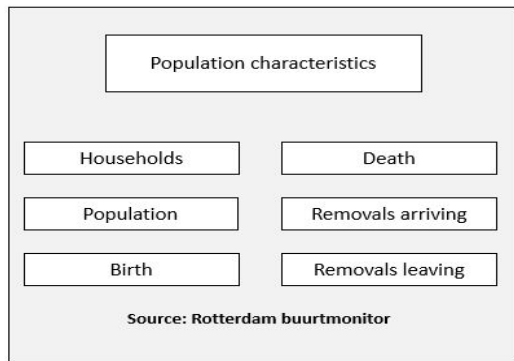 Population characteristics
Households
Death
Population
Removals arriving
Birth
Removals leaving
Source: Rotterdam buurtmonitor